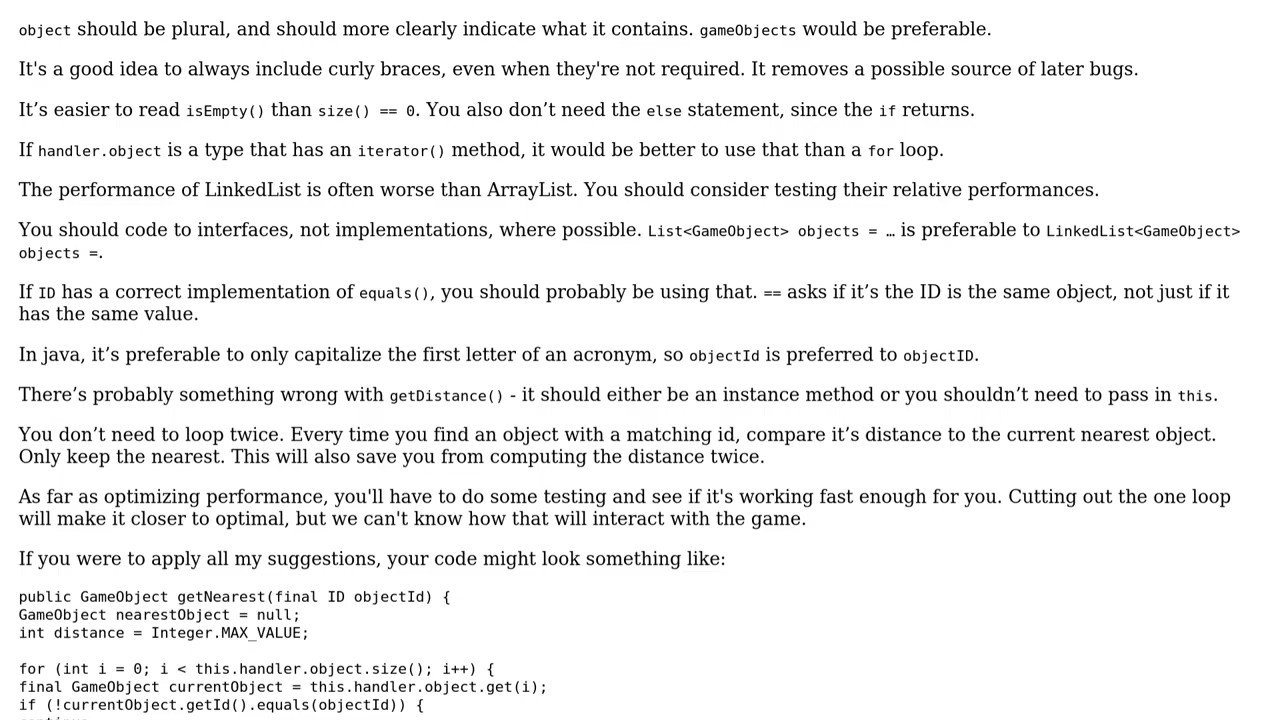 object should be plural, and should more clearly indicate what it contains. gameObjects would be preferable.
It's a good idea to always include curly braces, even when they're not required. It removes a possible source of later bugs.
It’s easier to read isEmpty() than size() == 0. You also don’t need the else statement, since the if returns.
If handler.object is a type that has an iterator() method, it would be better to use that than a for loop.
The performance of LinkedList is often worse than ArrayList. You should consider testing their relative performances.
You should code to interfaces, not implementations, where possible. List<GameObject> objects = … is preferable to LinkedList<GameObject>
objects =.
If ID has a correct implementation of equals(), you should probably be using that. == asks if it’s the ID is the same object, not just if it
has the same value.
In java, it’s preferable to only capitalize the first letter of an acronym, so objectId is preferred to objectID.
There’s probably something wrong with getDistance() - it should either be an instance method or you shouldn’t need to pass in this.
You don’t need to loop twice. Every time you find an object with a matching id, compare it’s distance to the current nearest object.
Only keep the nearest. This will also save you from computing the distance twice.
As far as optimizing performance, you'll have to do some testing and see if it's working fast enough for you. Cutting out the one loop
will make it closer to optimal, but we can't know how that will interact with the game.
If you were to apply all my suggestions, your code might look something like:
public GameObject getNearest(final ID objectId) {
GameObject nearestObject = null;
int distance = Integer.MAX_VALUE;
for (int i = 0; i < this.handler.object.size(); i++) {
final GameObject currentObject = this.handler.object.get(i);
if (!currentObject.getId().equals(objectId)) {